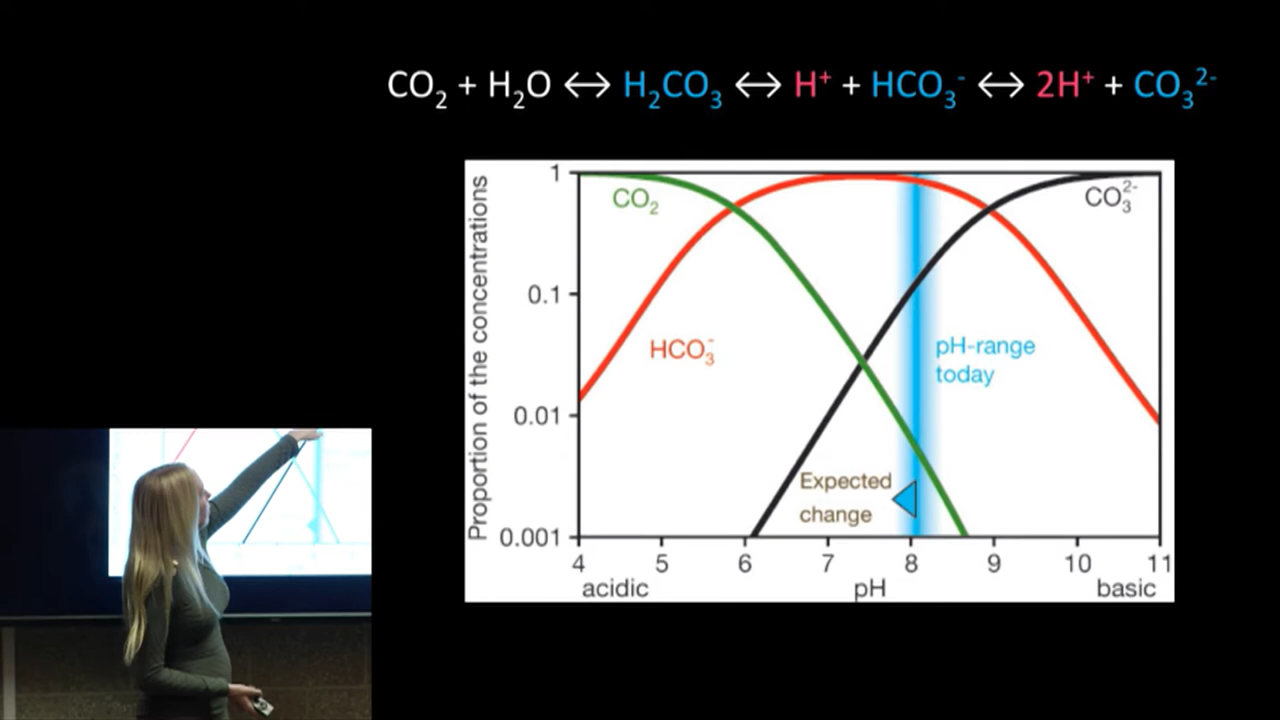 CO₂ + H₂O ↔ H₂CO₃ ↔ H⁺ + HCO₃⁻ ↔ 2H⁺ + CO₃²⁻
Proportion of the concentrations
1
0.1
0.01
0.001
CO₂
CO₃²⁻
HCO₃⁻
pH-range
today
Expected
change
4 5 6 7 8 9 10 11
acidic pH basic